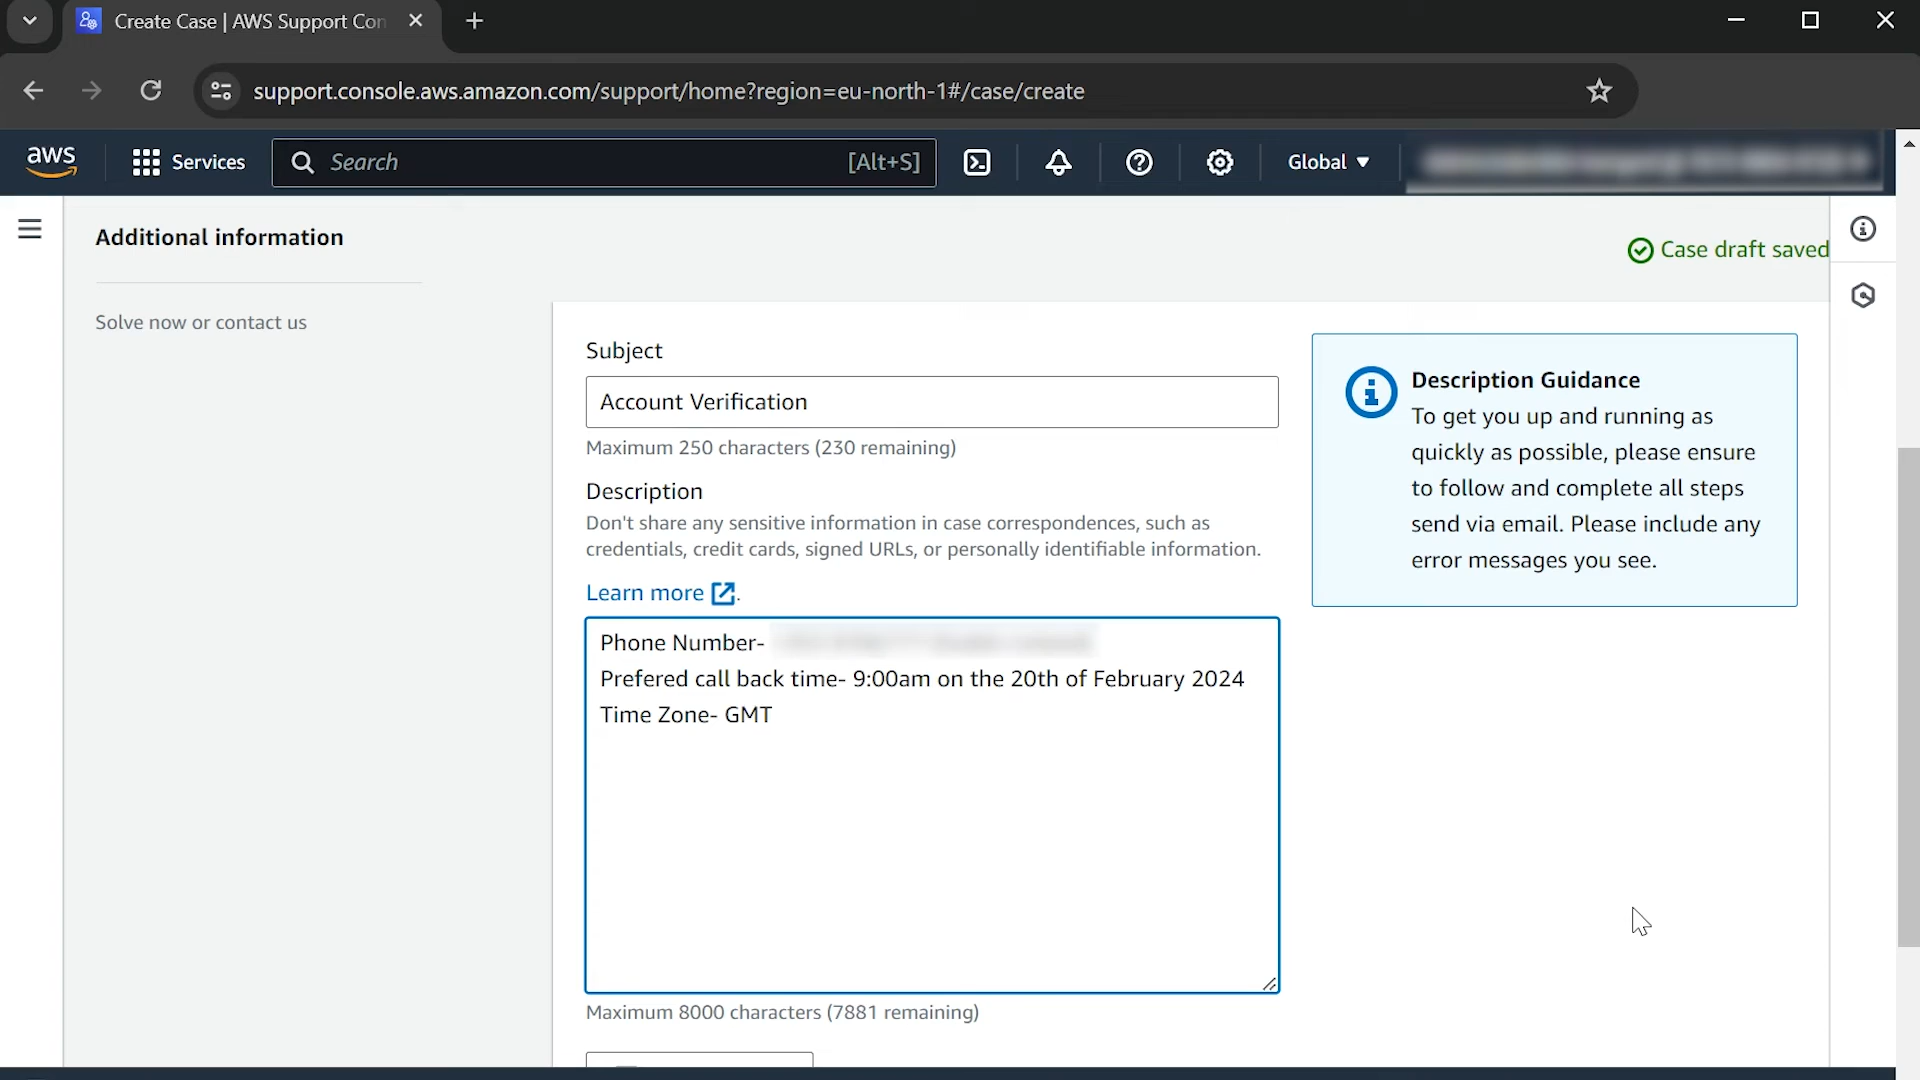 Create Case | AWS Support Con
support.console.aws.amazon.com/support/home?region=eu-north-1#/case/create
aws
Services
Search
[Alt+S]
Global
Additional information
Case draft saved
Solve now or contact us
Subject
Account Verification
Maximum 250 characters (230 remaining)
Description
Don't share any sensitive information in case correspondences, such as
credentials, credit cards, signed URLs, or personally identifiable information.
Learn more .
Phone Number-
Prefered call back time- 9:00am on the 20th of February 2024
Time Zone- GMT
Maximum 8000 characters (7881 remaining)
Description Guidance
To get you up and running as
quickly as possible, please ensure
to follow and complete all steps
send via email. Please include any
error messages you see.